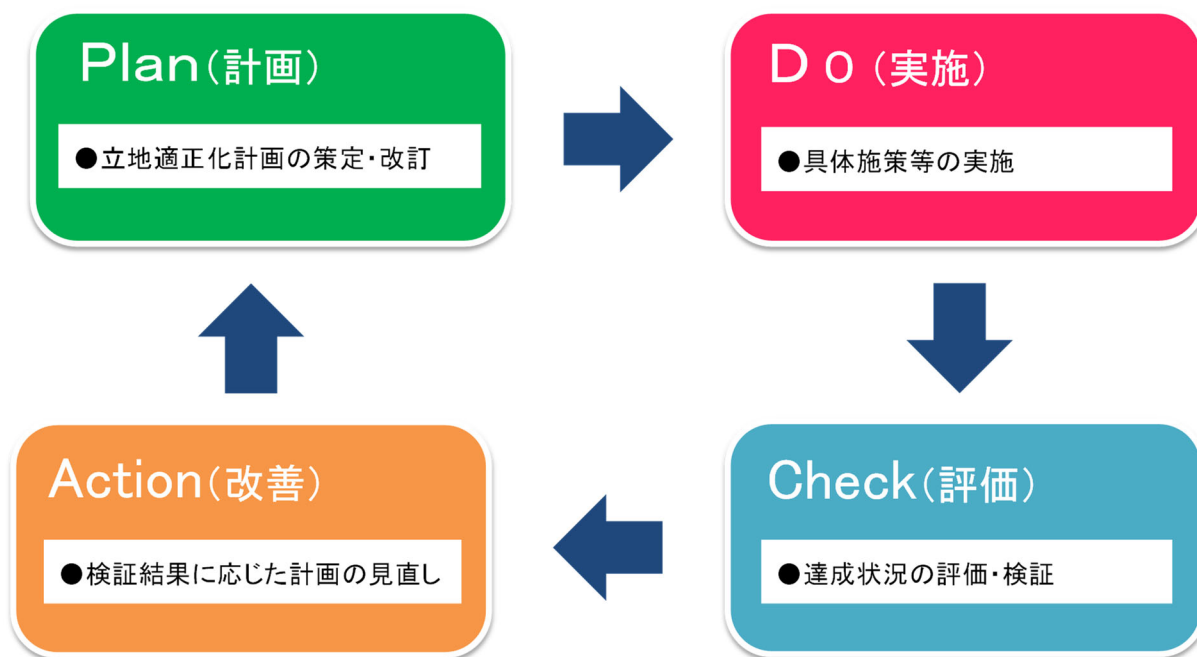 Plan(計画)
●立地適正化計画の策定・改訂
Ｄｏ(実施)
●具体施策等の実施
Action(改善)
●検証結果に応じた計画の見直し
Check(評価)
●達成状況の評価・検証